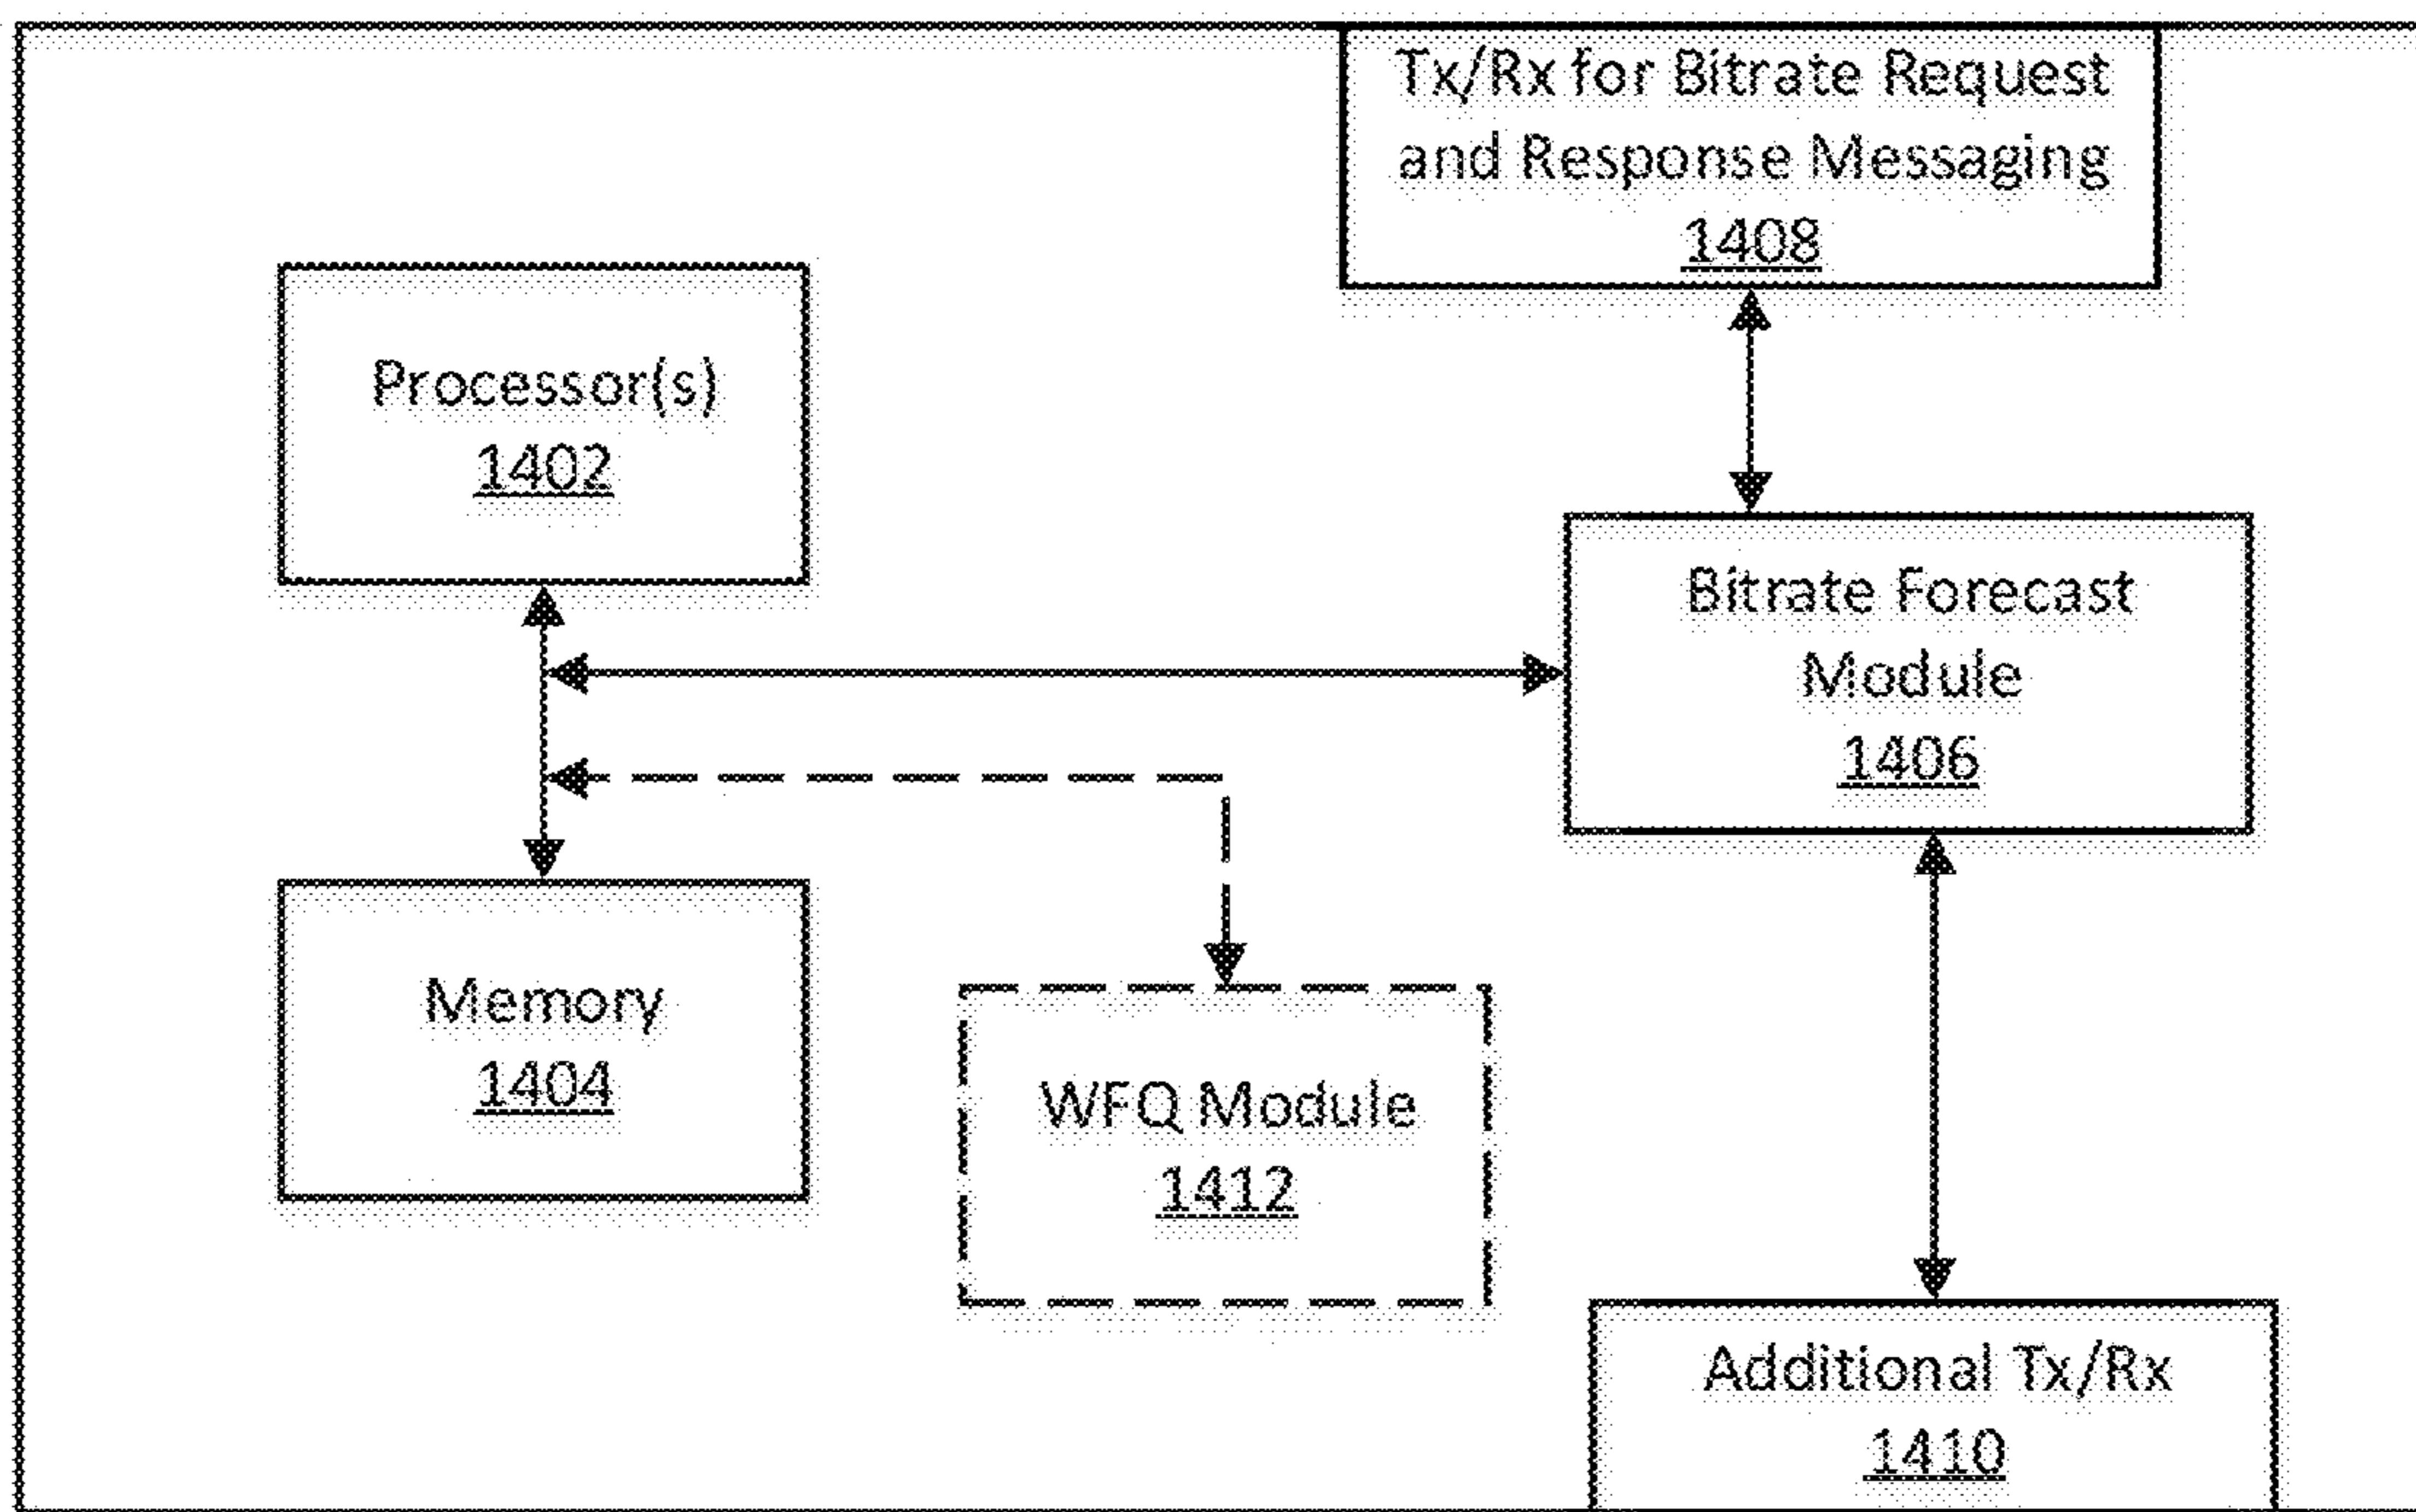 Tx/Rx for Bitrate Request
and Response Messaging
1408
Processor(s)
1402
Bitrate Forecast
Module
1406
Memory
1404
WFQ Module
1412
Additional Tx/Rx
1410